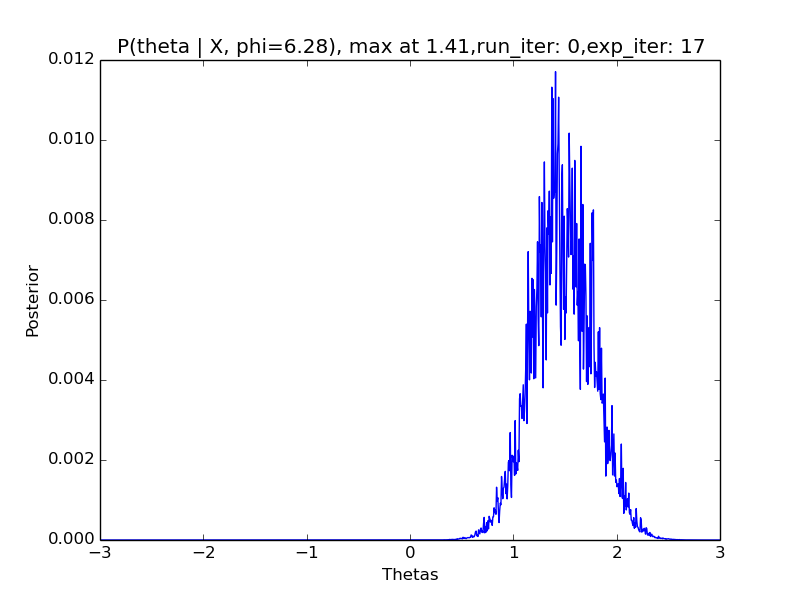 P(theta | X, phi=6.28), max at 1.41,run_iter: 0,exp_iter: 17
0.012
0.010
0.008
0.006
0.004
0.002
0.000
Posterior
−3 −2 −1 0 1 2 3
Thetas